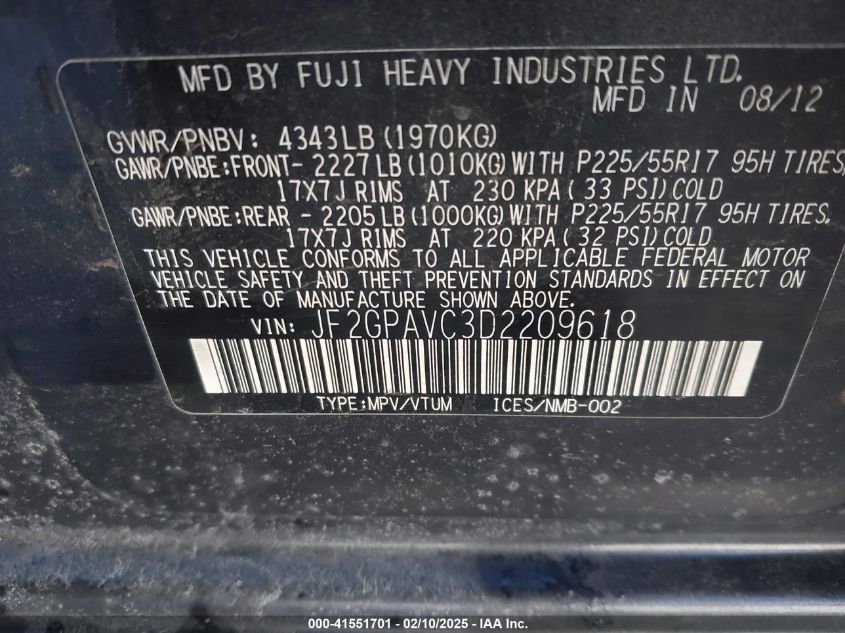 MFD BY FUJI HEAVY INDUSTRIES LTD.
MFD IN 08/12
GVWR/PNBV: 4343LB (1970KG)
GAWR/PNBE:FRONT- 2227LB (1010KG) WITH P225/55R17 95H TIRES,
17X7J RIMS AT 230 KPA ( 33 PSI) COLD
GAWR/PNBE:REAR - 2205LB (1000KG) WITH P225/55R17 95H TIRES,
17X7J RIMS AT 220 KPA ( 32 PSI) COLD
THIS VEHICLE CONFORMS TO ALL APPLICABLE FEDERAL MOTOR
VEHICLE SAFETY AND THEFT PREVENTION STANDARDS IN EFFECT ON
THE DATE OF MANUFACTURE SHOWN ABOVE.
VIN: JF2GPAVC3D2209618
TYPE:MPV/VTUM ICES/NMB-002
000-41551701 - 02/10/2025 - IAA Inc.